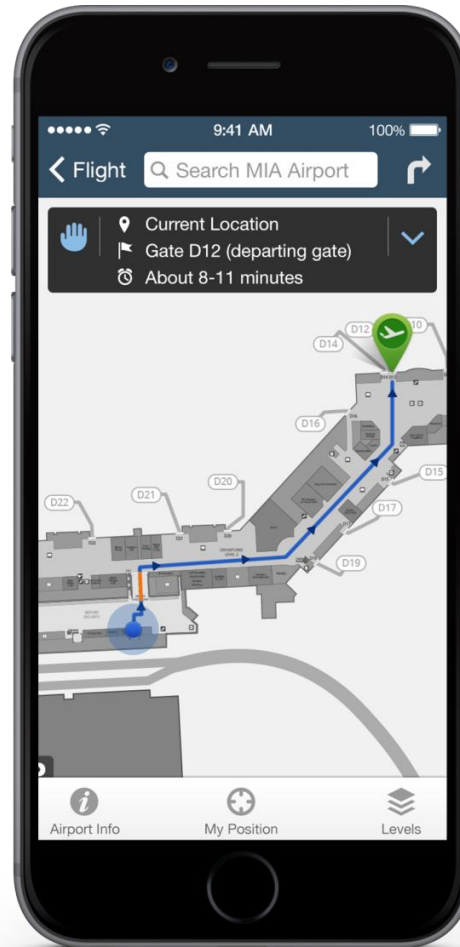 9:41 AM
100%
Flight
Search MIA Airport
Current Location
Gate D12 (departing gate)
About 8-11 minutes
D12
10
D14
D16
D15
D20
D21
D22
D17
D19
Airport Info
My Position
Levels